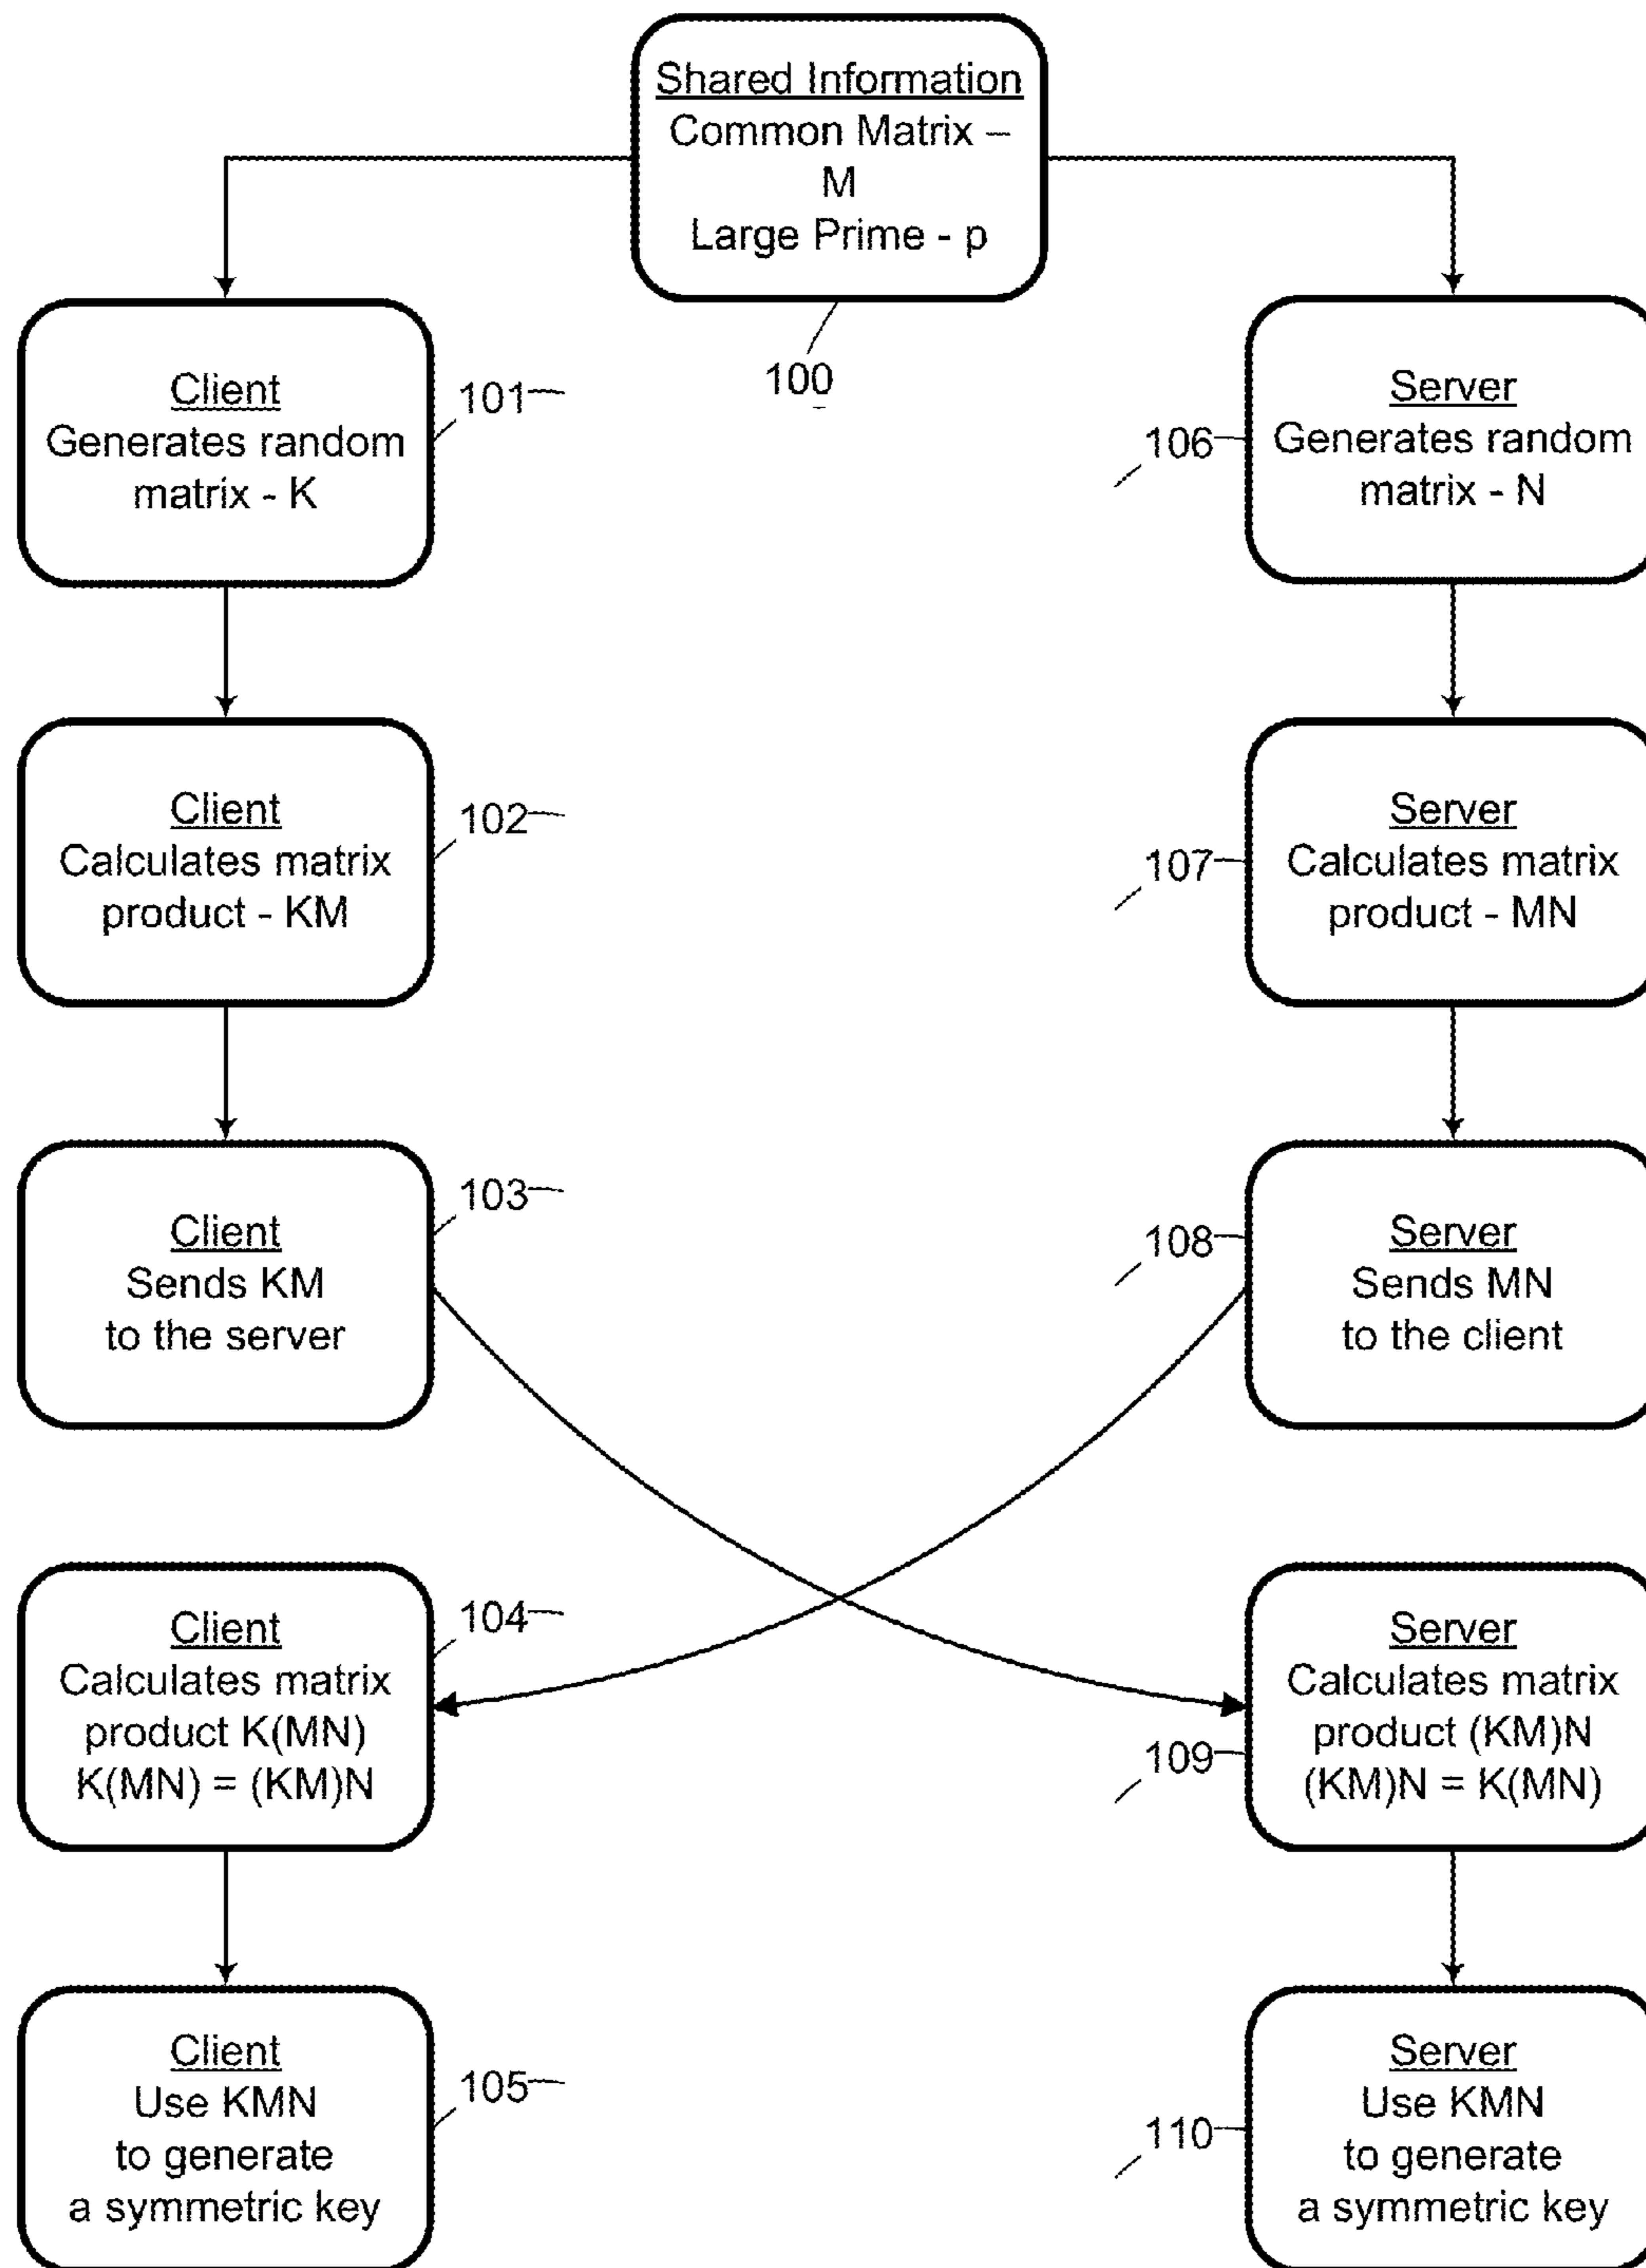 Shared Information
Common Matrix –
M
Large Prime - p
100
Client
Generates random
matrix - K
101
Server
Generates random
matrix - N
106
Client
Calculates matrix
product - KM
102
Server
Calculates matrix
product - MN
107
Client
Sends KM
to the server
103
Server
Sends MN
to the client
108
Client
Calculates matrix
product K(MN)
K(MN) = (KM)N
104
Server
Calculates matrix
product (KM)N
(KM)N = K(MN)
109
Client
Use KMN
to generate
a symmetric key
105
Server
Use KMN
to generate
a symmetric key
110